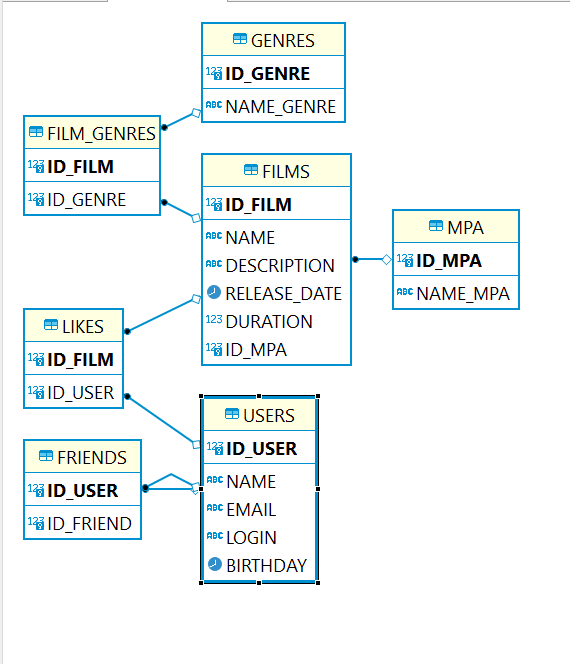 GENRES
ID_GENRE
NAME_GENRE
FILM_GENRES
ID_FILM
ID_GENRE
FILMS
ID_FILM
NAME
DESCRIPTION
RELEASE_DATE
DURATION
ID_MPA
MPA
ID_MPA
NAME_MPA
LIKES
ID_FILM
ID_USER
USERS
ID_USER
NAME
EMAIL
LOGIN
BIRTHDAY
FRIENDS
ID_USER
ID_FRIEND